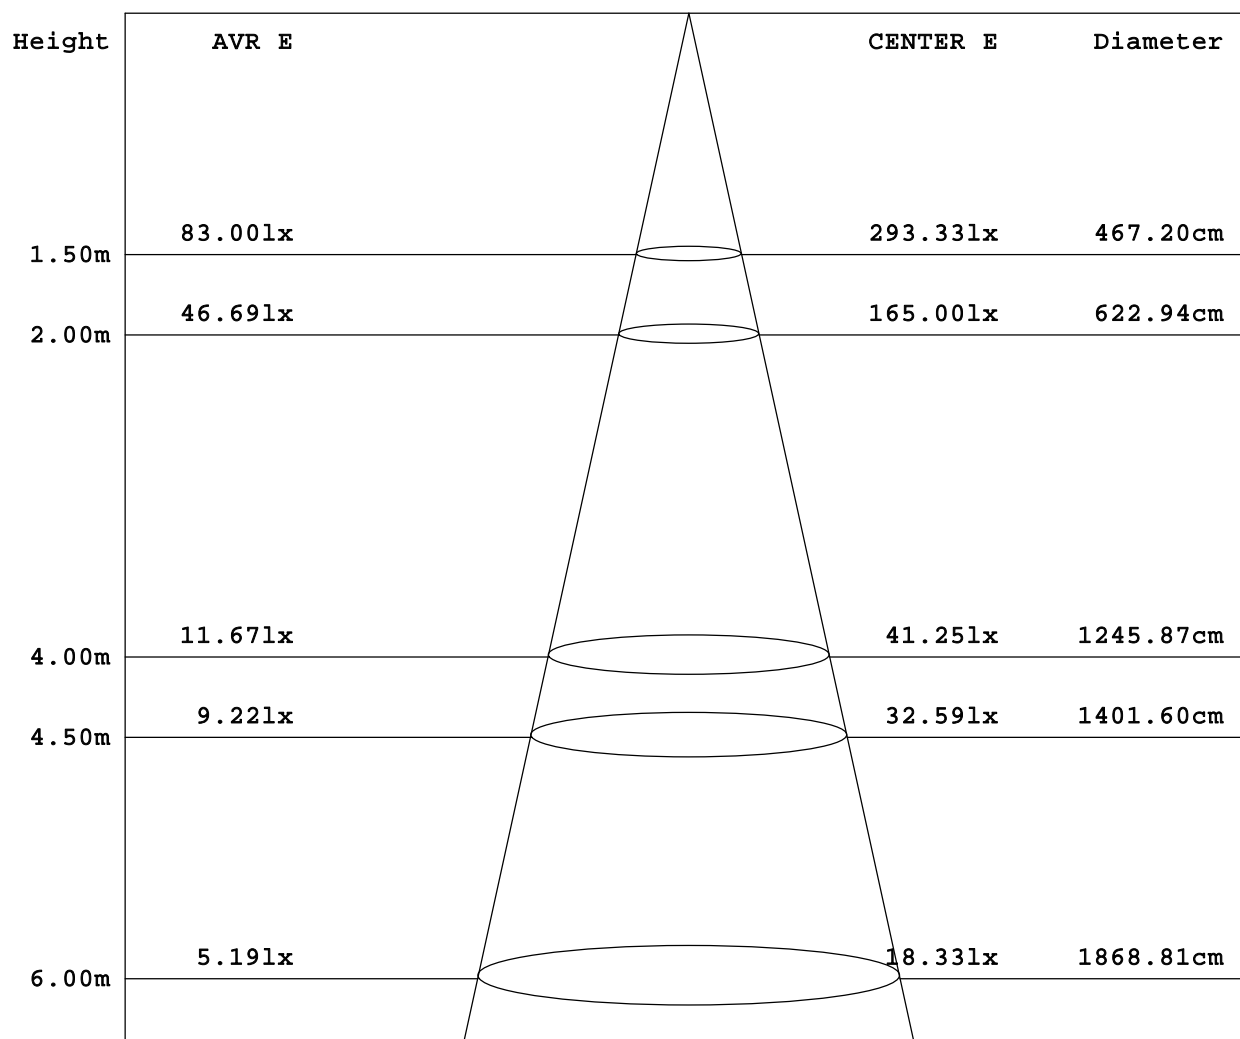 Height AVR E CENTER E Diameter
83.00lx 293.33lx 467.20cm
1.50m
46.69lx 165.00lx 622.94cm
2.00m
11.67lx 41.25lx 1245.87cm
4.00m
9.22lx 32.59lx 1401.60cm
4.50m
5.19lx 18.33lx 1868.81cm
6.00m